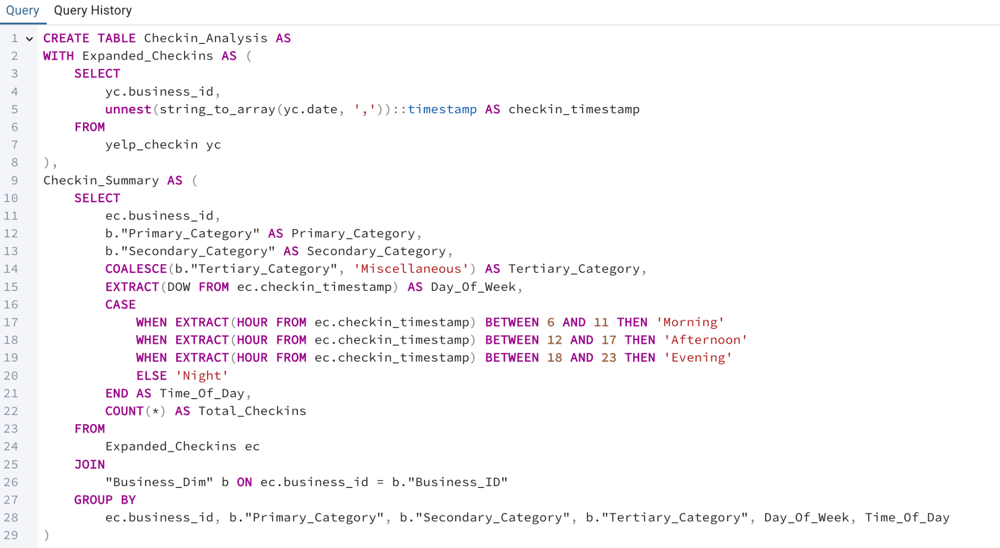 Query Query History
1 CREATE TABLE Checkin_Analysis AS
2 WITH Expanded_Checkins AS (
3 SELECT
4 yc.business_id,
5 unnest(string_to_array(yc.date, ','))::timestamp AS checkin_timestamp
6 FROM
7 yelp_checkin yc
8 ),
9 Checkin_Summary AS (
10 SELECT
11 ec.business_id,
12 b."Primary_Category" AS Primary_Category,
13 b."Secondary_Category" AS Secondary_Category,
14 COALESCE(b."Tertiary_Category", 'Miscellaneous') AS Tertiary_Category,
15 EXTRACT(DOW FROM ec.checkin_timestamp) AS Day_Of_Week,
16 CASE
17 WHEN EXTRACT(HOUR FROM ec.checkin_timestamp) BETWEEN 6 AND 11 THEN 'Morning'
18 WHEN EXTRACT(HOUR FROM ec.checkin_timestamp) BETWEEN 12 AND 17 THEN 'Afternoon'
19 WHEN EXTRACT(HOUR FROM ec.checkin_timestamp) BETWEEN 18 AND 23 THEN 'Evening'
20 ELSE 'Night'
21 END AS Time_Of_Day,
22 COUNT(*) AS Total_Checkins
23 FROM
24 Expanded_Checkins ec
25 JOIN
26 "Business_Dim" b ON ec.business_id = b."Business_ID"
27 GROUP BY
28 ec.business_id, b."Primary_Category", b."Secondary_Category", b."Tertiary_Category", Day_Of_Week, Time_Of_Day
29 )